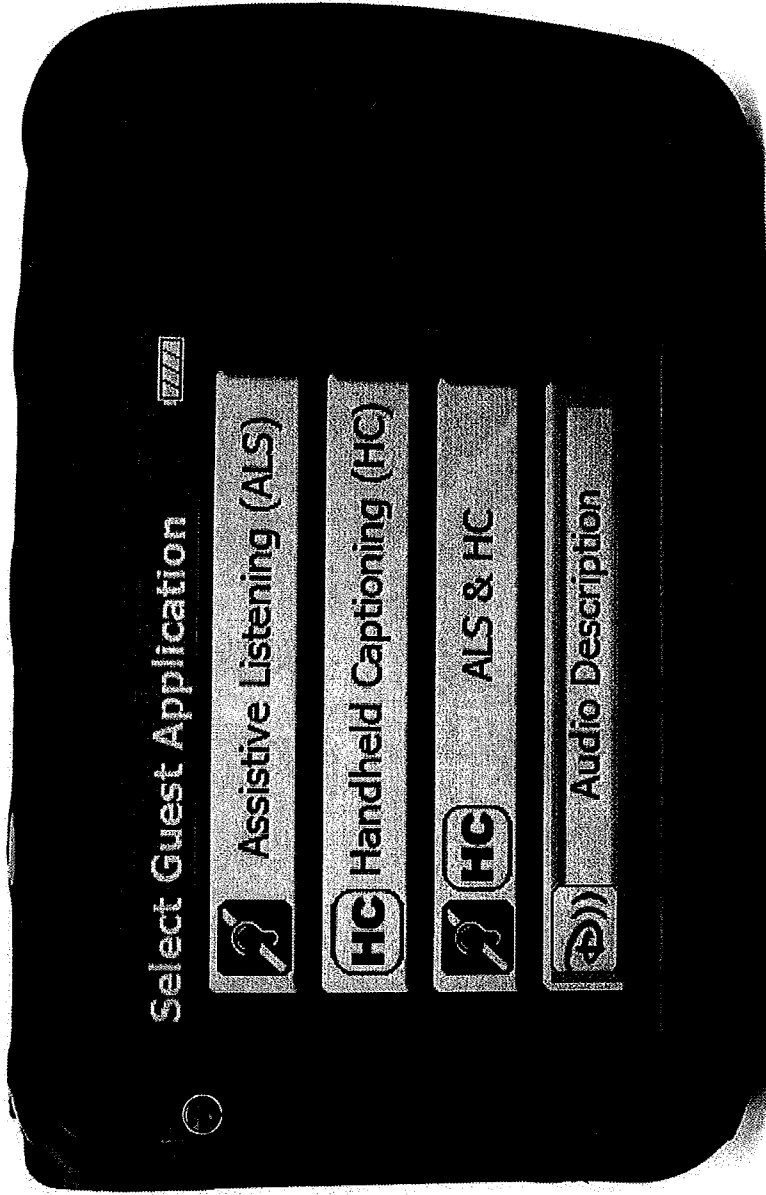 Select Guest Application
Assistive Listening (ALS)
HC Handheld Captioning (HC)
HC ALS & HC
Audio Description